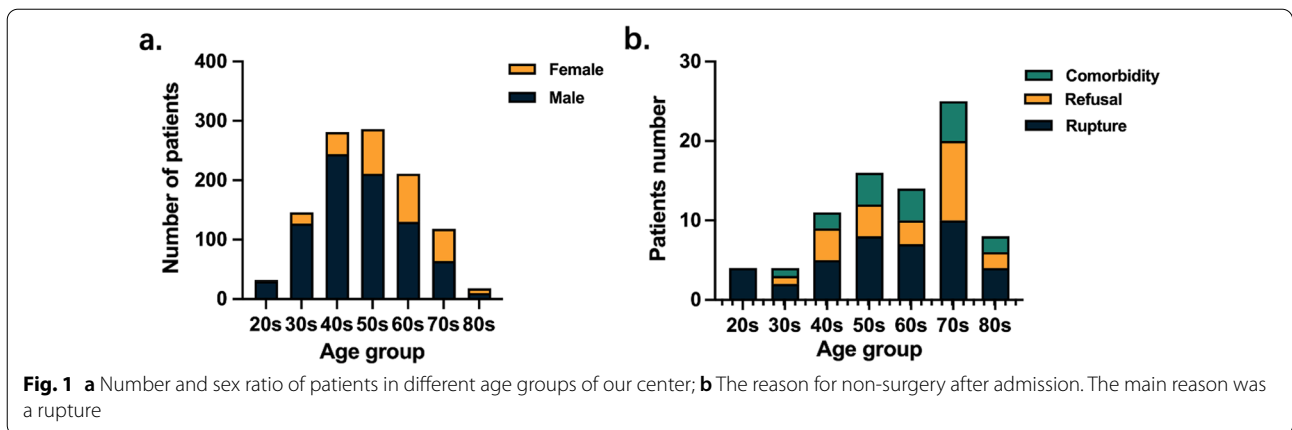 a.
400
300
200
100
0
Number of patients
Female
Male
20s 30s 40s 50s 60s 70s 80s
Age group
b.
30
20
10
0
Patients number
Comorbidity
Refusal
Rupture
20s 30s 40s 50s 60s 70s 80s
Age group
Fig. 1 a Number and sex ratio of patients in different age groups of our center; b The reason for non-surgery after admission. The main reason was
a rupture